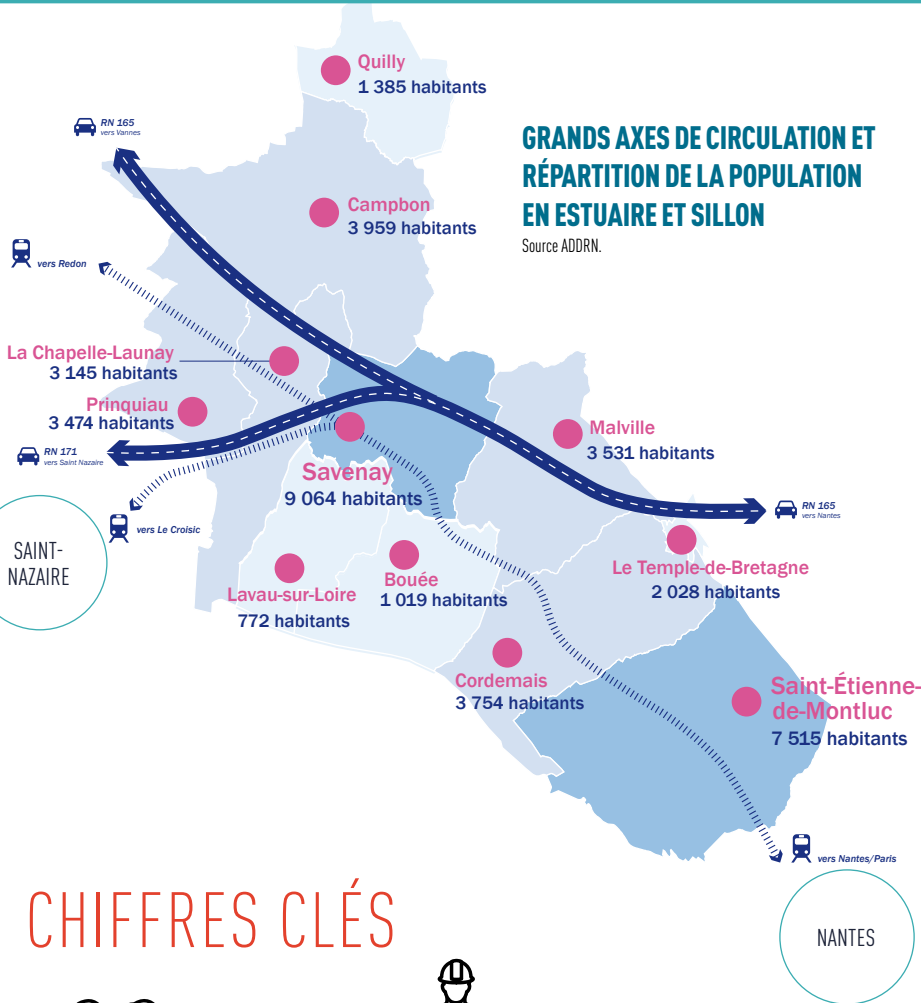 Quilly
1 385 habitants
RN 165
vers Vannes
GRANDS AXES DE CIRCULATION ET
RÉPARTITION DE LA POPULATION
EN ESTUAIRE ET SILLON
Source ADDRN.
Campbon
3 959 habitants
vers Redon
La Chapelle-Launay
3 145 habitants
Prinquiau
3 474 habitants
RN 171
vers Saint Nazaire
Malville
3 531 habitants
Savenay
9 064 habitants
RN 165
vers Nantes
vers Le Croisic
SAINT-
NAZAIRE
Le Temple-de-Bretagne
2 028 habitants
Bouée
1 019 habitants
Lavau-sur-Loire
772 habitants
Cordemais
3 754 habitants
Saint-Étienne-
de-Montluc
7 515 habitants
vers Nantes/Paris
NANTES
CHIFFRES CLÉS